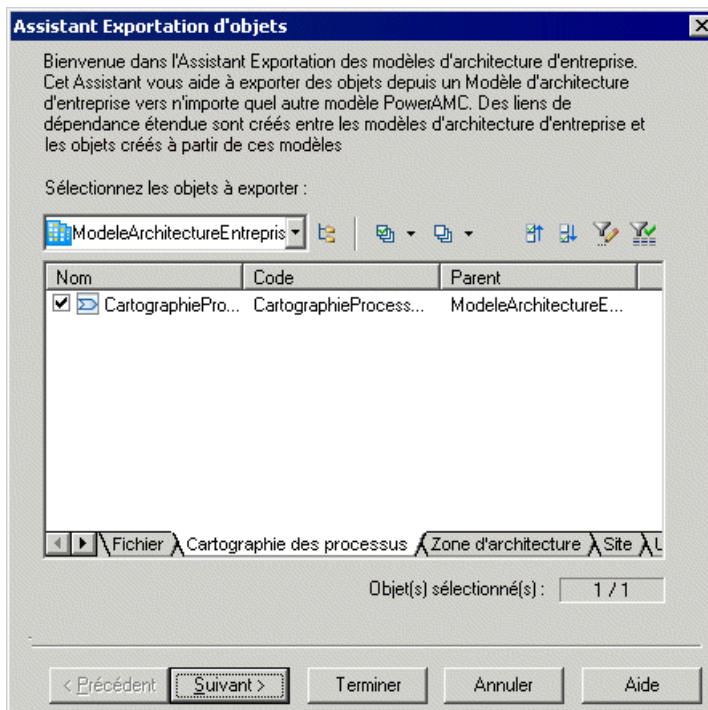 Assistant Exportation d'objets
Bienvenue dans l'Assistant Exportation des modèles d'architecture d'entreprise.
Cet Assistant vous aide à exporter des objets depuis un Modèle d'architecture
d'entreprise vers n'importe quel autre modèle PowerAMC. Des liens de
dépendance étendue sont créés entre les modèles d'architecture d'entreprise et
les objets créés à partir de ces modèles
Sélectionnez les objets à exporter :
ModeleArchitectureEntrepris
Nom Code Parent
CartographiePro... CartographieProcess... ModeleArchitectureE...
Fichier Cartographie des processus Zone d'architecture Site
Objet(s) sélectionné(s) : 1 / 1
< Précédent Suivant > Terminer Annuler Aide